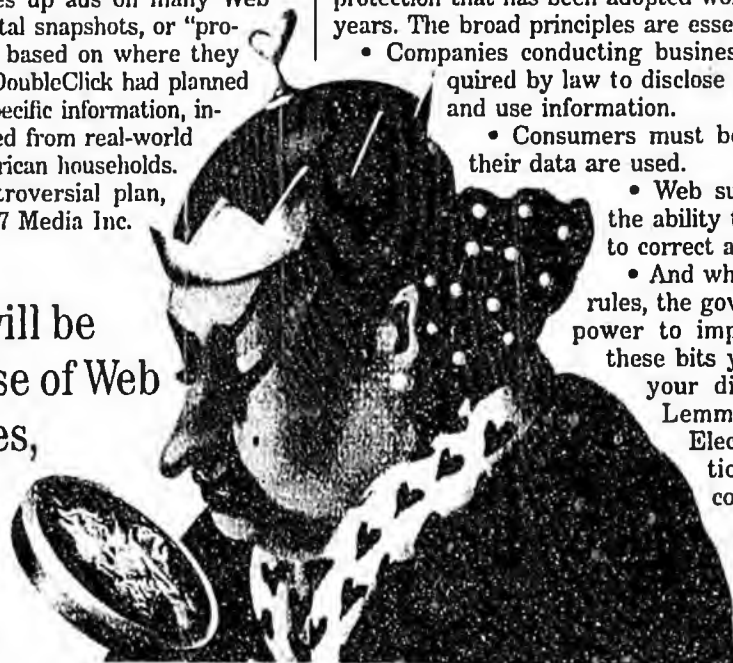 es up ads on many Web
tal snapshots, or “pro-
based on where they
DoubleClick had planned
pecific information, in-
ed from real-world
rican households.
troversial plan,
7 Media Inc.
vill be
se of Web
es,
protection that has been adopted wor
years. The broad principles are esse
• Companies conducting busines
quired by law to disclose
and use information.
• Consumers must be
their data are used.
• Web su
the ability t
to correct a
• And wh
rules, the gov
power to imp
these bits y
your di
Lemm
Elec
tio
co